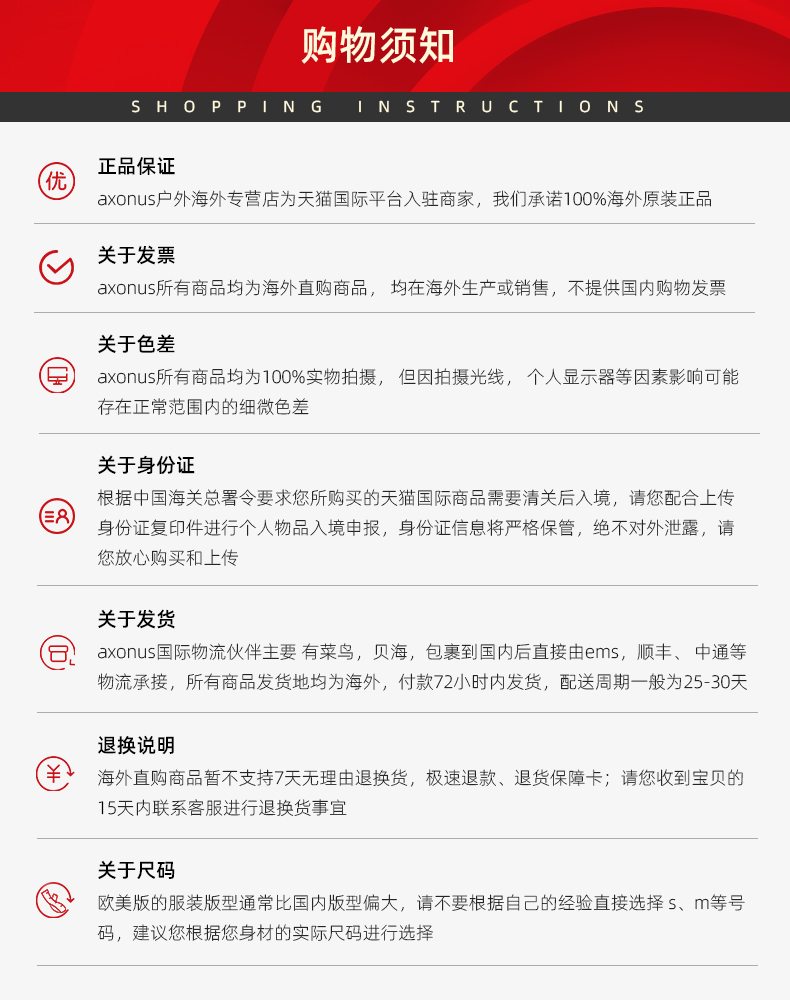 购物须知
SHOPPING INSTRUCTIONS
优
正品保证
axonus户外海外专营店为天猫国际平台入驻商家，我们承诺100%海外原装正品
关于发票
axonus所有商品均为海外直购商品， 均在海外生产或销售，不提供国内购物发票
关于色差
axonus所有商品均为100%实物拍摄， 但因拍摄光线， 个人显示器等因素影响可能
存在正常范围内的细微色差
关于身份证
根据中国海关总署令要求您所购买的天猫国际商品需要清关后入境，请您配合上传
身份证复印件进行个人物品入境申报，身份证信息将严格保管，绝不对外泄露，请
您放心购买和上传
关于发货
axonus国际物流伙伴主要 有菜鸟，贝海，包裹到国内后直接由ems，顺丰、 中通等
物流承接，所有商品发货地均为海外，付款72小时内发货，配送周期一般为25-30天
¥
退换说明
海外直购商品暂不支持7天无理由退换货，极速退款、退货保障卡；请您收到宝贝的
15天内联系客服进行退换货事宜
关于尺码
欧美版的服装版型通常比国内版型偏大，请不要根据自己的经验直接选择 s、m等号
码，建议您根据您身材的实际尺码进行选择